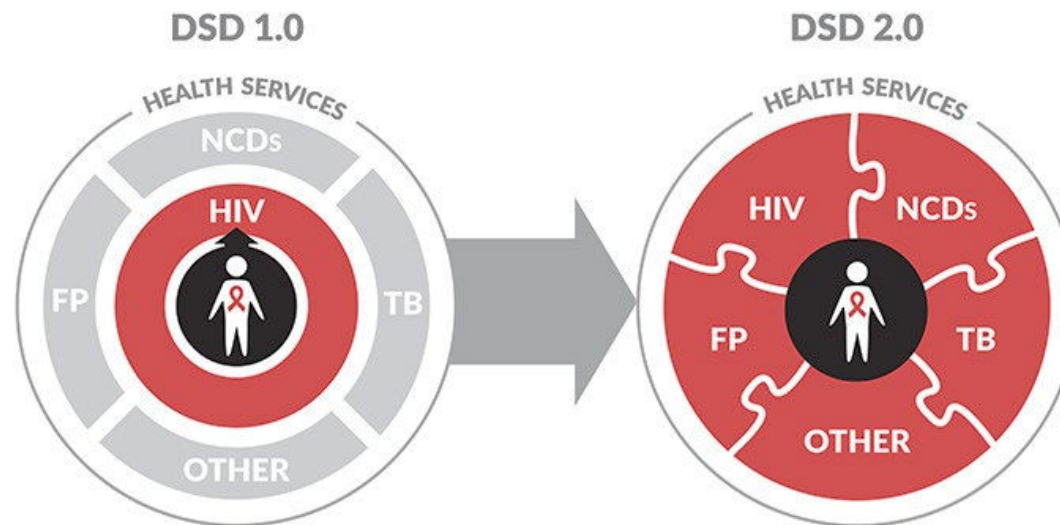 DSD 1.0
HEALTH SERVICES
NCDs
HIV
FP
TB
OTHER
DSD 2.0
HEALTH SERVICES
HIV
NCDs
FP
TB
OTHER